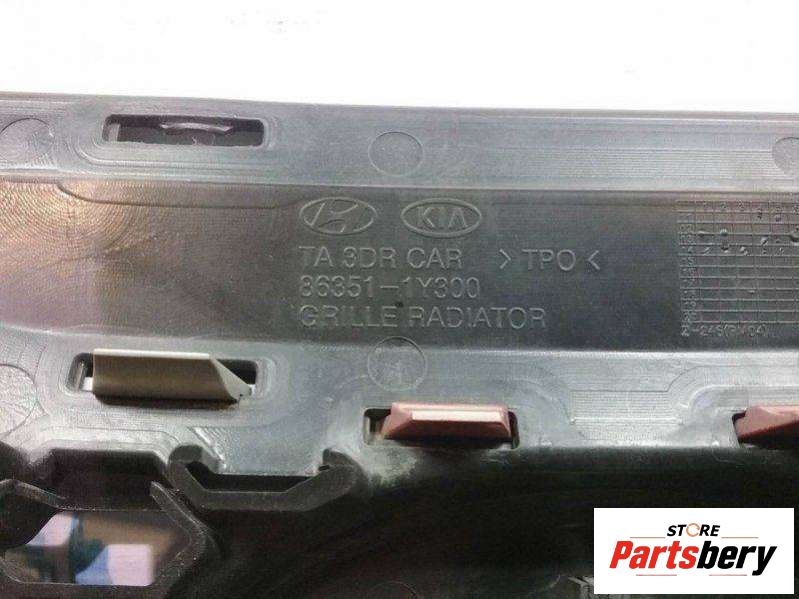 KIA
TA 3DR CAR > TPO <
86351-1Y300
GRILLE RADIATOR
STORE
Partsbery